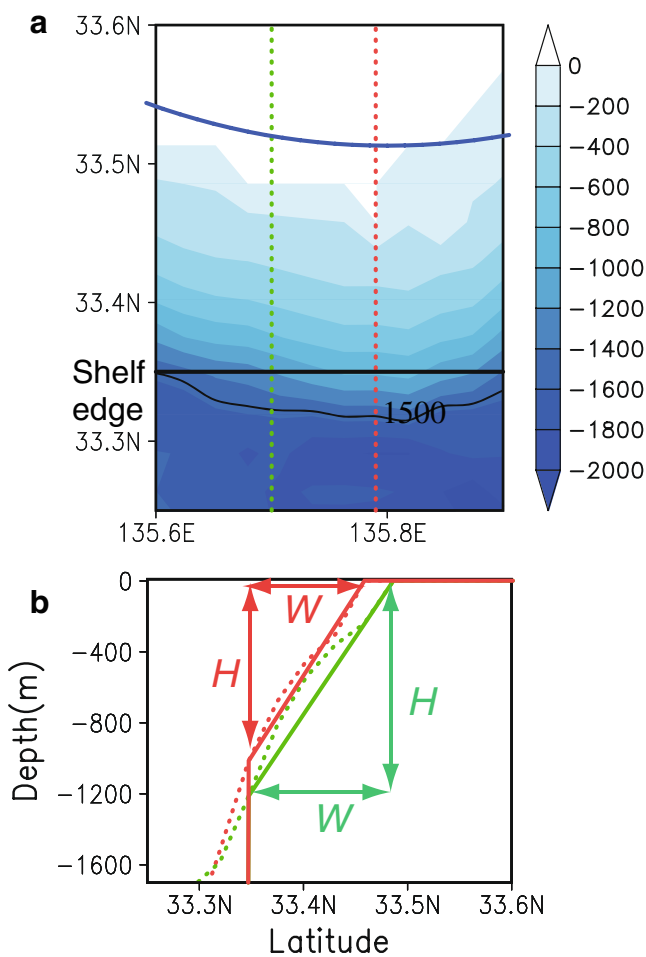 a
33.6N
33.5N
33.4N
Shelf
edge
33.3N
1500
135.6E
135.8E
0
−200
−400
−600
−800
−1000
−1200
−1400
−1600
−1800
−2000
b
Depth(m)
0
−400
−800
−1200
−1600
W
H
H
W
33.3N
33.4N
33.5N
33.6N
Latitude